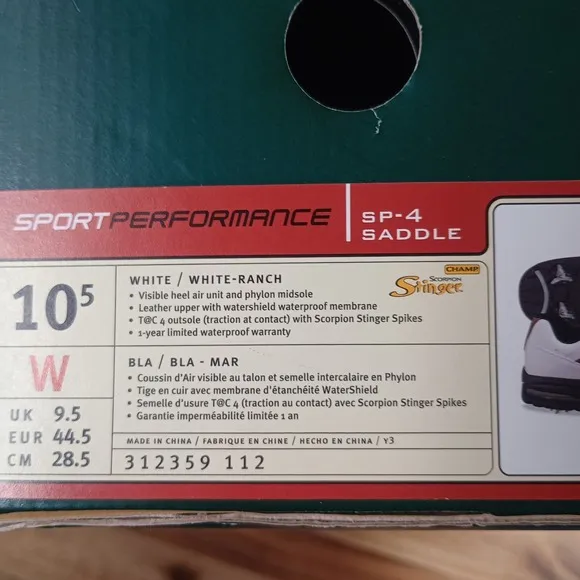 SPORTPERFORMANCE
SP-4
SADDLE
10⁵
W
UK 9.5
EUR 44.5
CM 28.5
WHITE / WHITE-RANCH
• Visible heel air unit and phylon midsole
• Leather upper with watershield waterproof membrane
• T@C 4 outsole (traction at contact) with Scorpion Stinger Spikes
• 1-year limited waterproof warranty
CHAMP
SCORPION
Stinger
BLA / BLA - MAR
• Coussin d'Air visible au talon et semelle intercalaire en Phylon
• Tige en cuir avec membrane d'étanchéité WaterShield
• Semelle d'usure T@C 4 (traction au contact) avec Scorpion Stinger Spikes
• Garantie imperméabilité limitée 1 an
MADE IN CHINA / FABRIQUE EN CHINE / HECHO EN CHINA / Y3
312359 112